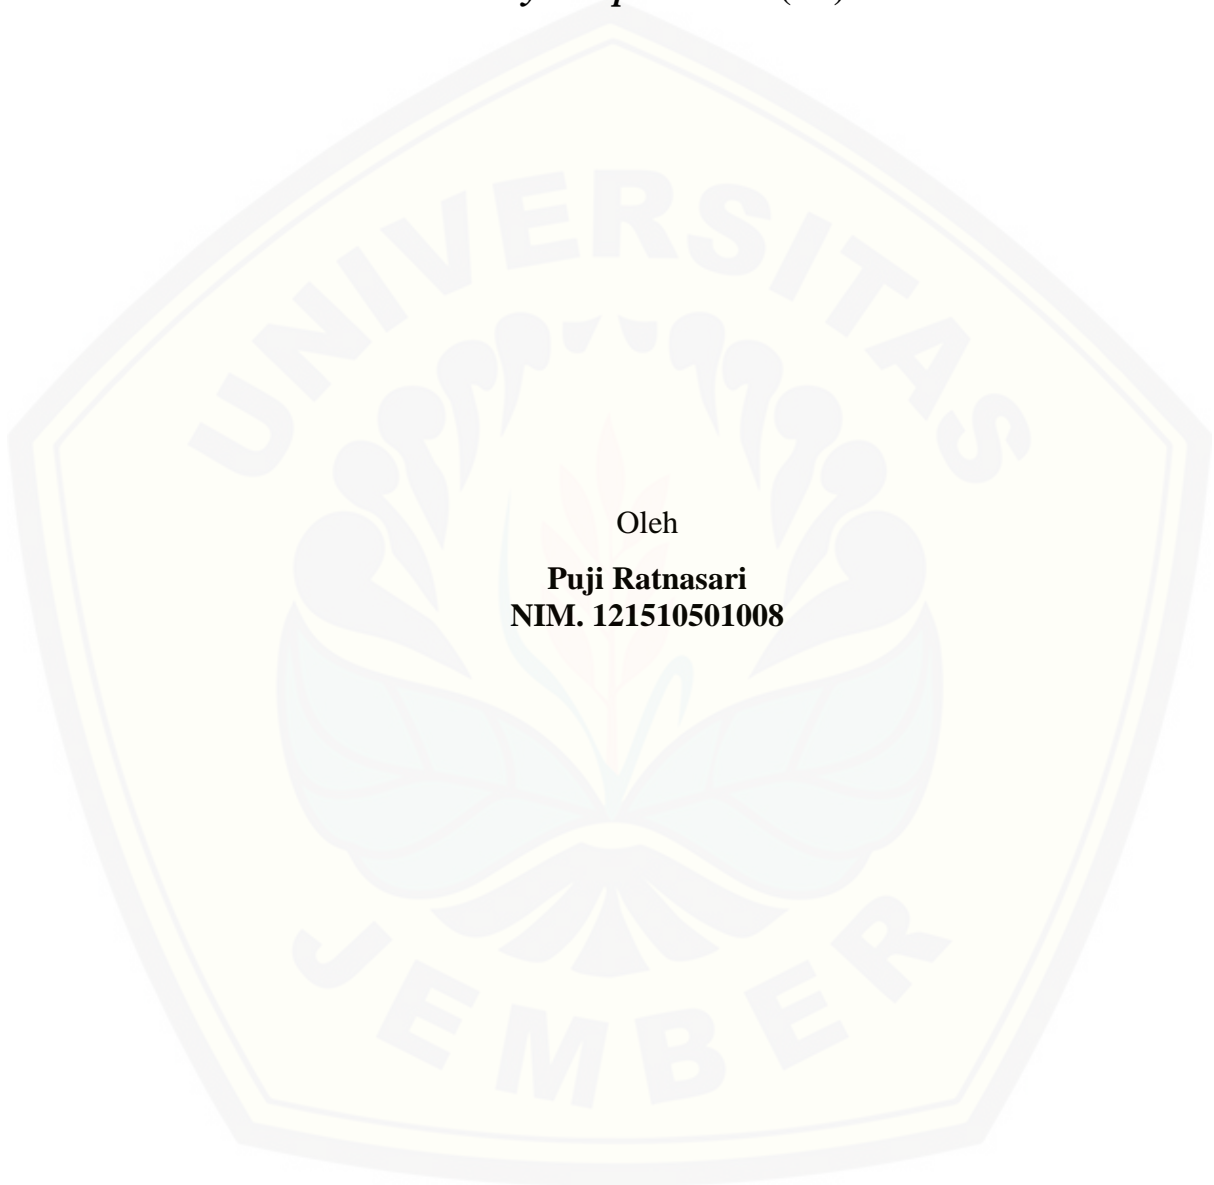 UNIVERSITAS
Oleh
Puji Ratnasari
NIM. 121510501008
JEMBER